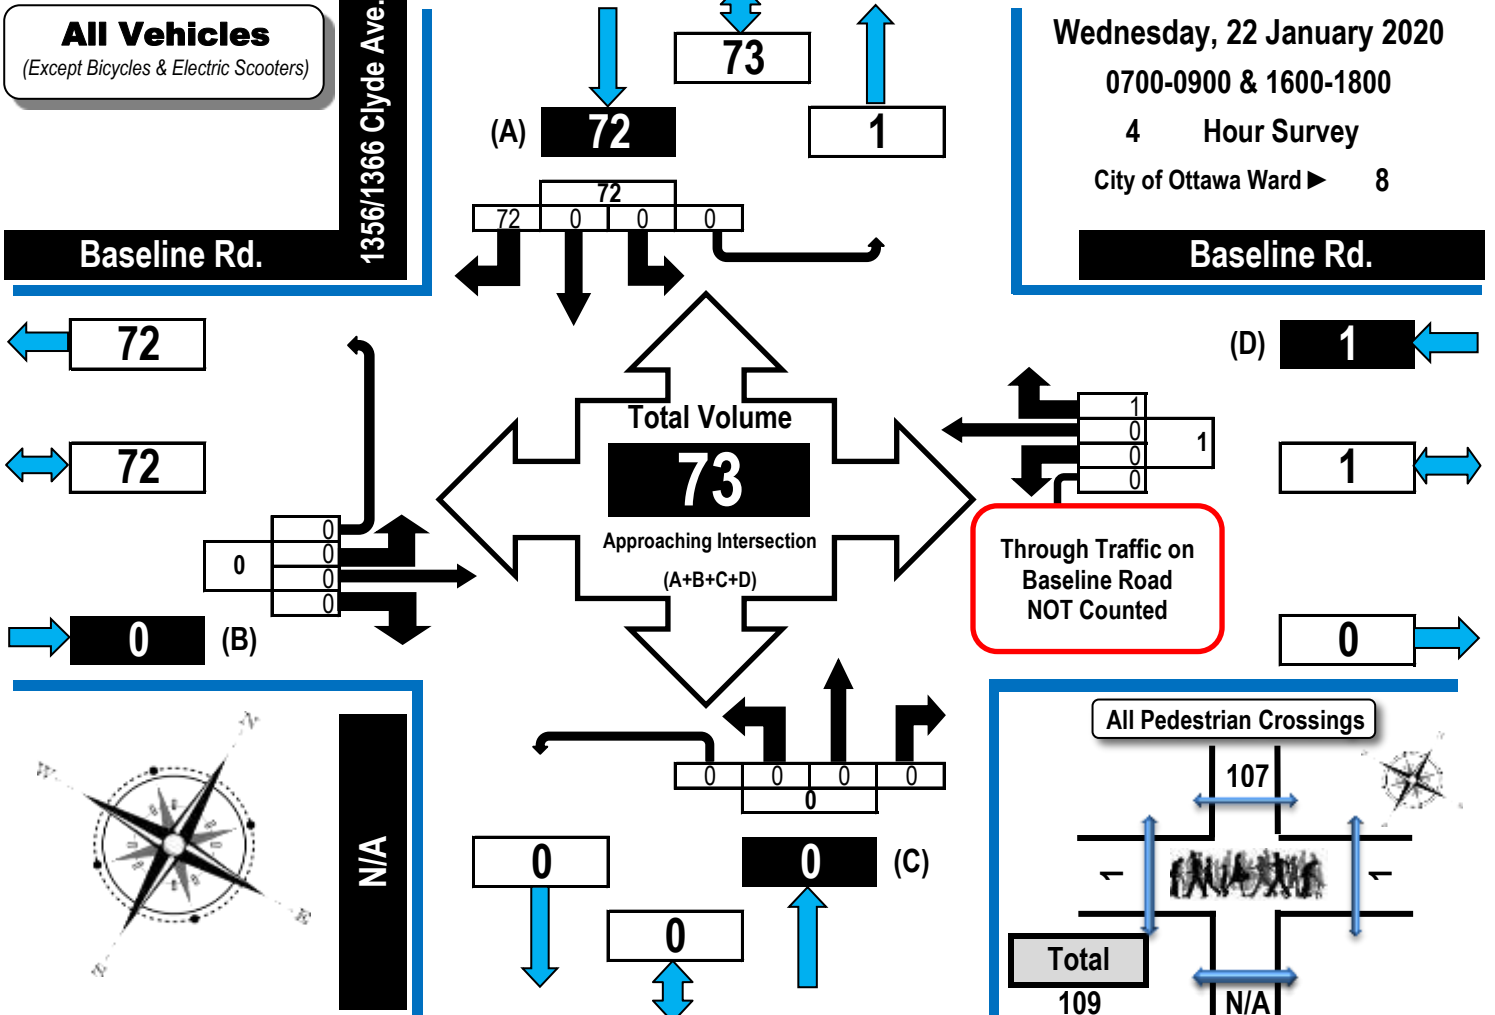 All Vehicles
(Except Bicycles & Electric Scooters)
1356/1366 Clyde Ave.
Baseline Rd.
73
(A) 72
1
72
72 0 0 0
Wednesday, 22 January 2020
0700-0900 & 1600-1800
4 Hour Survey
City of Ottawa Ward ► 8
Baseline Rd.
72
72
0
0
0
0
0
0 (B)
Total Volume
73
Approaching Intersection
(A+B+C+D)
(D) 1
1
0
0
0
1
1
Through Traffic on
Baseline Road
NOT Counted
0
N
W
E
S
N/A
0 0 0 0
0
0
0 (C)
0
All Pedestrian Crossings
107
1
1
Total
109
N/A